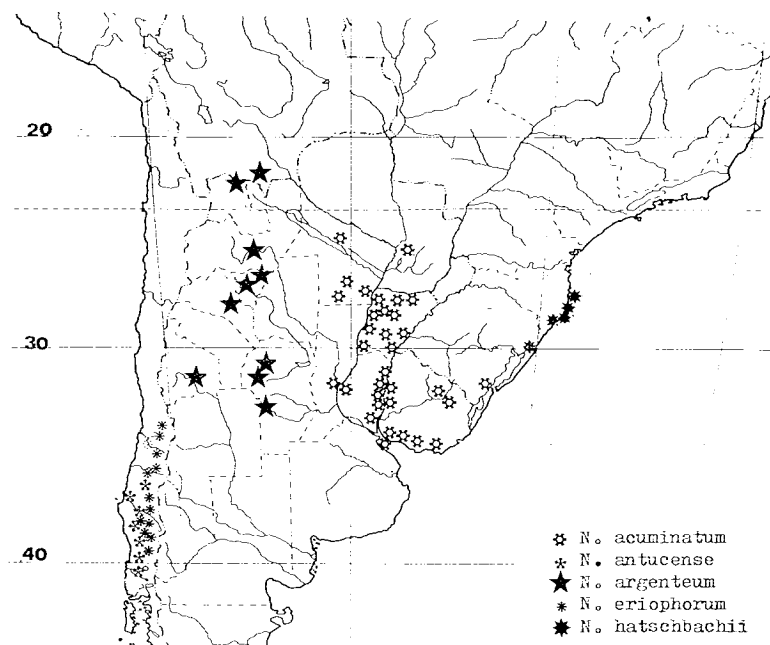 20
30
40
N. acuminatum
N. antucense
N. argenteum
N. eriophorum
N. hatschbachii